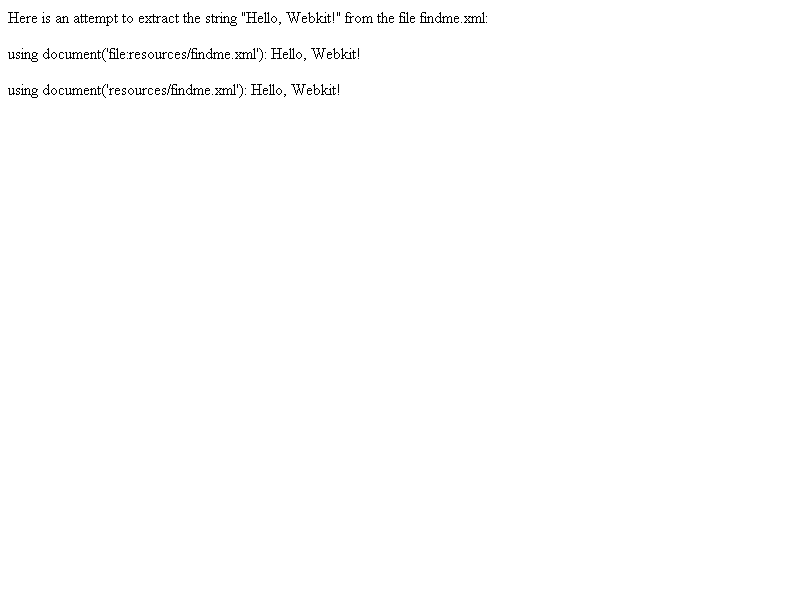 Here is an attempt to extract the string "Hello, Webkit!" from the file findme.xml:
using document('file:resources/findme.xml'): Hello, Webkit!
using document('resources/findme.xml'): Hello, Webkit!